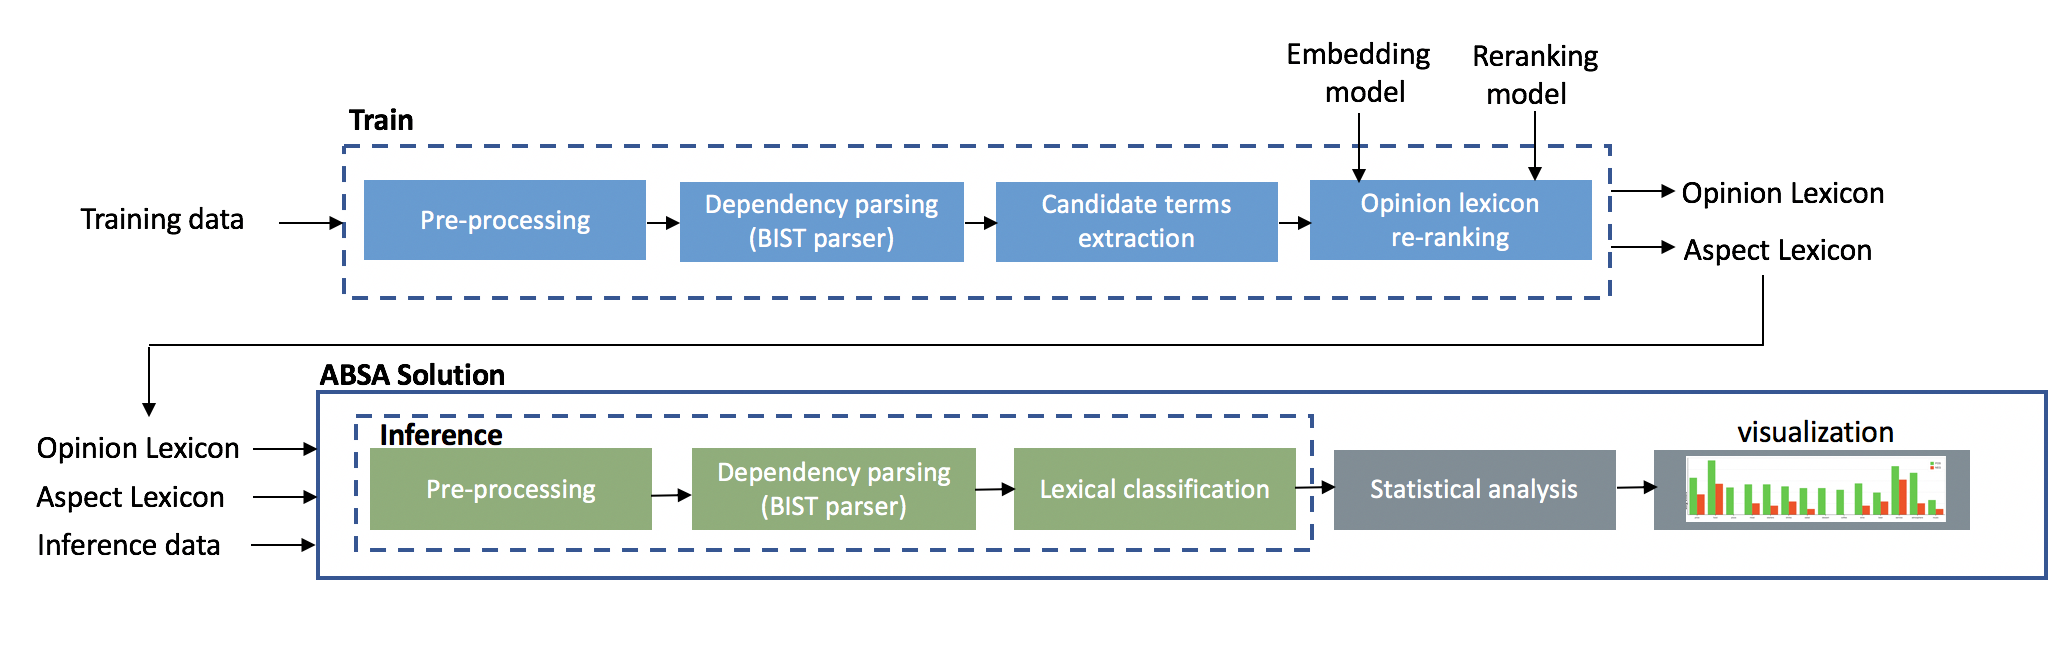 Embedding
model
Reranking
model
Train
Training data
Pre-processing
Dependency parsing
(BIST parser)
Candidate terms
extraction
Opinion lexicon
re-ranking
Opinion Lexicon
Aspect Lexicon
ABSA Solution
Opinion Lexicon
Aspect Lexicon
Inference data
Inference
Pre-processing
Dependency parsing
(BIST parser)
Lexical classification
Statistical analysis
visualization